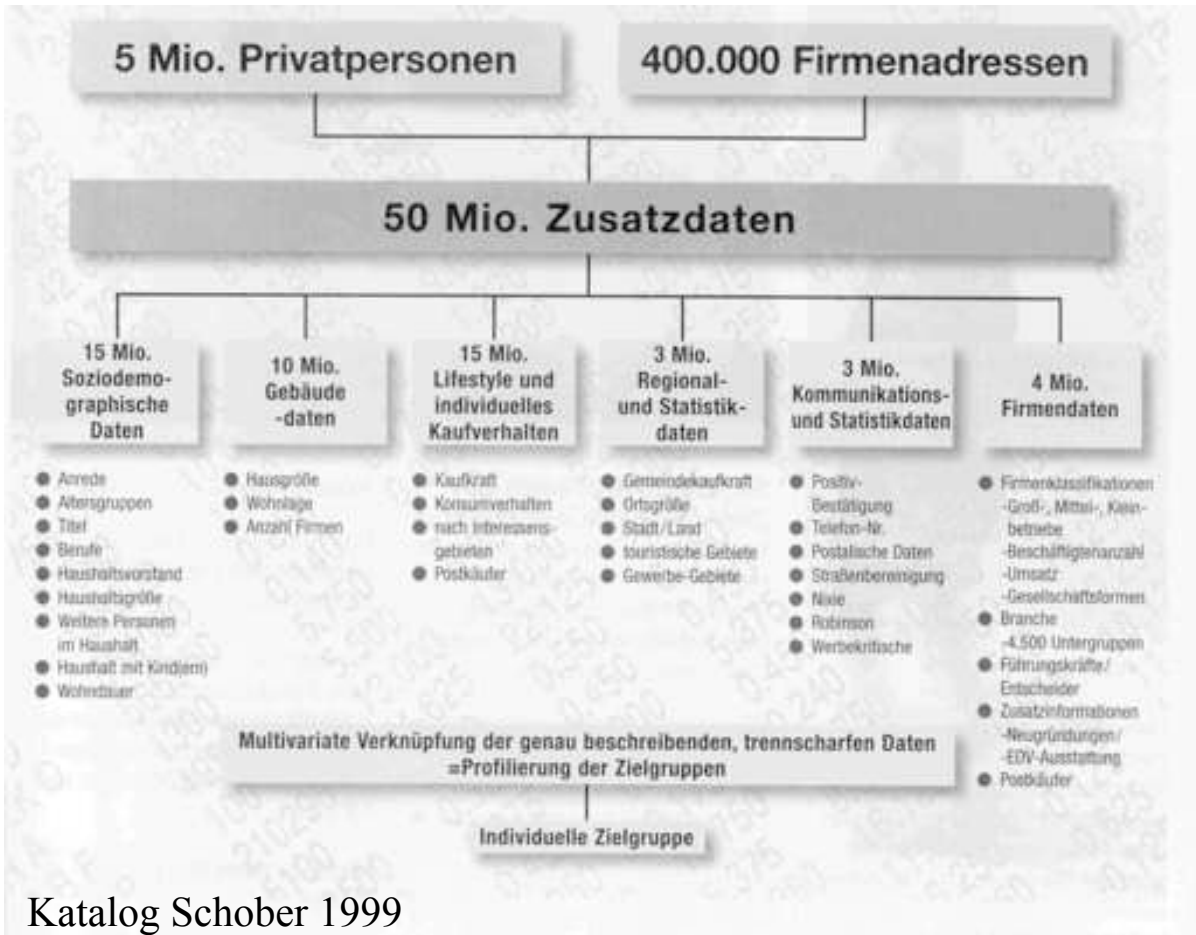 5 Mio. Privatpersonen
400.000 Firmenadressen
50 Mio. Zusatzdaten
15 Mio.
Soziodemo-
graphische
Daten
● Anrede
● Altersgruppen
● Titel
● Berufe
● Haushaltsvorstand
● Haushaltsgröße
● Weitere Personen
im Haushalt
● Haushalt mit Kind(ern)
● Wohndauer
10 Mio.
Gebäude
-daten
● Hausgröße
● Wohnlage
● Anzahl Firmen
15 Mio.
Lifestyle und
individuelles
Kaufverhalten
● Kaufkraft
● Konsumverhalten
● nach Interessens-
gebieten
● Postkäufer
3 Mio.
Regional-
und Statistik-
daten
● Gemeindekaufkraft
● Ortsgröße
● Stadt/Land
● touristische Gebiete
● Gewerbe-Gebiete
3 Mio.
Kommunikations-
und Statistikdaten
● Positiv-
Bestätigung
● Telefon-Nr.
● Postalische Daten
● Straßenbereinigung
● Nixie
● Robinson
● Werbekritische
4 Mio.
Firmendaten
● Firmenklassifikationen
-Groß-, Mittel-, Klein-
betriebe
-Beschäftigtenanzahl
-Umsatz
-Gesellschaftsformen
● Branche
-4.500 Untergruppen
● Führungskräfte/
Entscheider
● Zusatzinformationen
-Neugründungen/
-EDV-Ausstattung
● Postkäufer
Multivariate Verknüpfung der genau beschreibenden, trennscharfen Daten
=Profilierung der Zielgruppen
Individuelle Zielgruppe
Katalog Schober 1999